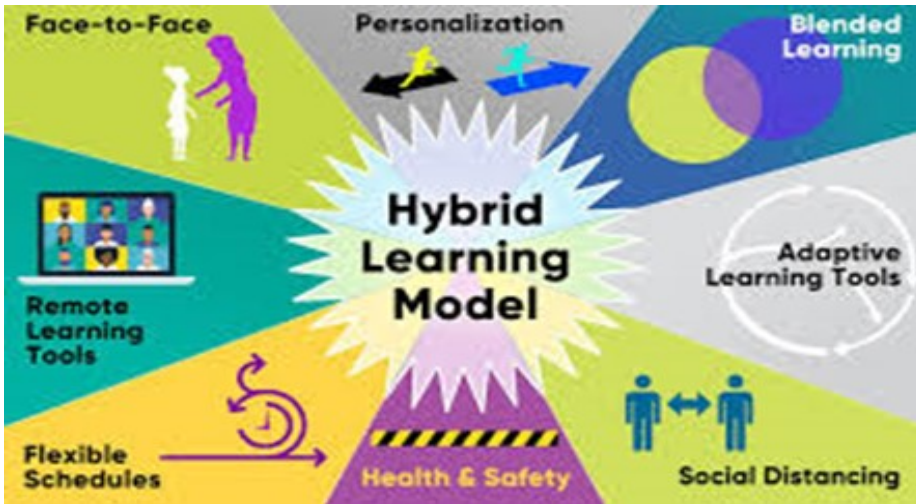 Face-to-Face
Personalization
Blended
Learning
Hybrid
Learning
Model
Remote
Learning
Tools
Adaptive
Learning Tools
Flexible
Schedules
Health & Safety
Social Distancing